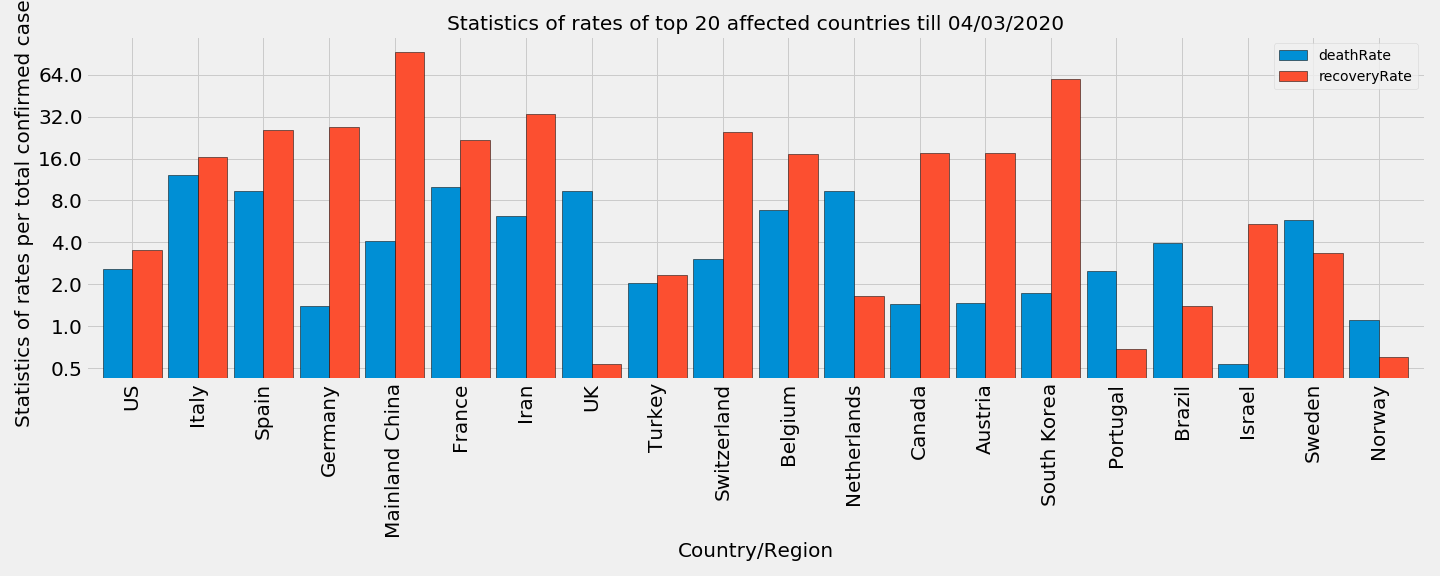 Statistics of rates of top 20 affected countries till 04/03/2020
Statistics of rates per total confirmed case
64.0
32.0
16.0
8.0
4.0
2.0
1.0
0.5
deathRate
recoveryRate
US
Italy
Spain
Germany
Mainland China
France
Iran
UK
Turkey
Switzerland
Belgium
Netherlands
Canada
Austria
South Korea
Portugal
Brazil
Israel
Sweden
Norway
Country/Region